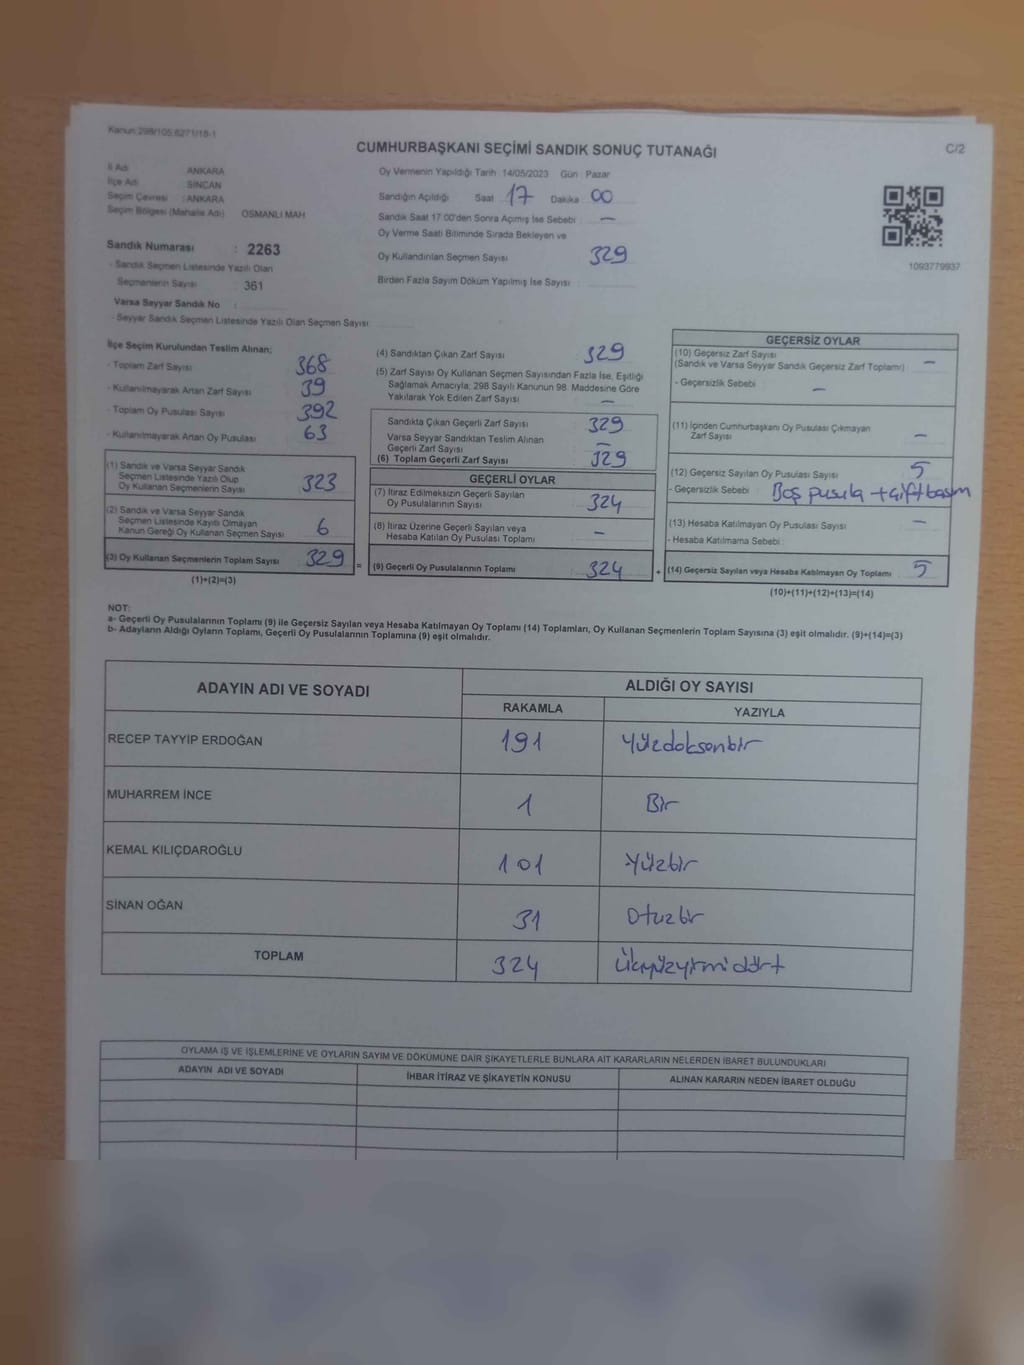 Kanun:298/105,6271/18-1
CUMHURBAŞKANI SEÇİMİ SANDIK SONUÇ TUTANAĞI
C/2
İl Adı ANKARA
İlçe Adı : SİNCAN
Seçim Çevresi : ANKARA
Seçim Bölgesi (Mahalle Adı) OSMANLI MAH
Sandık Numarası : 2263
- Sandık Seçmen Listesinde Yazılı Olan
Seçmenlerin Sayısı : 361
Varsa Seyyar Sandık No :
- Seyyar Sandık Seçmen Listesinde Yazılı Olan Seçmen Sayısı
Oy Vermenin Yapıldığı Tarih : 14/05/2023 Gün : Pazar
Sandığın Açıldığı Saat : 17 Dakika : 00
Sandık Saat 17:00'den Sonra Açımış İse Sebebi : —
Oy Verme Saati Bitiminde Sırada Bekleyen ve
Oy Kullandırılan Seçmen Sayısı : 329
Birden Fazla Sayım Döküm Yapılmış İse Sayısı :
1093779937
İlçe Seçim Kurulundan Teslim Alınan;
- Toplam Zarf Sayısı 368
- Kullanılmayarak Artan Zarf Sayısı 39
- Toplam Oy Pusulası Sayısı 392
- Kullanılmayarak Artan Oy Pusulası 63
(1) Sandık ve Varsa Seyyar Sandık
Seçmen Listesinde Yazılı Olup
Oy Kullanan Seçmenlerin Sayısı 323
(2) Sandık ve Varsa Seyyar Sandık
Seçmen Listesinde Kayıtlı Olmayan
Kanun Gereği Oy Kullanan Seçmen Sayısı 6
(3) Oy Kullanan Seçmenlerin Toplam Sayısı 329
(1)+(2)=(3)
(4) Sandıktan Çıkan Zarf Sayısı : 329
(5) Zarf Sayısı Oy Kullanan Seçmen Sayısından Fazla İse, Eşitliği
Sağlamak Amacıyla; 298 Sayılı Kanunun 98. Maddesine Göre
Yakılarak Yok Edilen Zarf Sayısı : —
Sandıkta Çıkan Geçerli Zarf Sayısı : 329
Varsa Seyyar Sandıktan Teslim Alınan
Geçerli Zarf Sayısı : —
(6) Toplam Geçerli Zarf Sayısı : 329
GEÇERLİ OYLAR
(7) İtiraz Edilmeksizin Geçerli Sayılan
Oy Pusulalarının Sayısı : 324
(8) İtiraz Üzerine Geçerli Sayılan veya
Hesaba Katılan Oy Pusulası Toplamı : —
= (9) Geçerli Oy Pusulalarının Toplamı : 324
GEÇERSİZ OYLAR
(10) Geçersiz Zarf Sayısı
(Sandık ve Varsa Seyyar Sandık Geçersiz Zarf Toplamı) : —
- Geçersizlik Sebebi : —
(11) İçinden Cumhurbaşkanı Oy Pusulası Çıkmayan
Zarf Sayısı : —
(12) Geçersiz Sayılan Oy Pusulası Sayısı : 5
- Geçersizlik Sebebi : Boş pusula + çift basım
(13) Hesaba Katılmayan Oy Pusulası Sayısı : —
- Hesaba Katılmama Sebebi :
+ (14) Geçersiz Sayılan veya Hesaba Katılmayan Oy Toplamı : 5
(10)+(11)+(12)+(13)=(14)
NOT:
a- Geçerli Oy Pusulalarının Toplamı (9) ile Geçersiz Sayılan veya Hesaba Katılmayan Oy Toplamı (14) Toplamları, Oy Kullanan Seçmenlerin Toplam Sayısına (3) eşit olmalıdır. (9)+(14)=(3)
b- Adayların Aldığı Oyların Toplamı, Geçerli Oy Pusulalarının Toplamına (9) eşit olmalıdır.
ADAYIN ADI VE SOYADI ALDIĞI OY SAYISI
RAKAMLA YAZIYLA
RECEP TAYYİP ERDOĞAN 191 yüzdoksanbir
MUHARREM İNCE 1 Bir
KEMAL KILIÇDAROĞLU 101 yüzbir
SİNAN OĞAN 31 Otuzbir
TOPLAM 324 Üçyüzyirmidört
OYLAMA İŞ VE İŞLEMLERİNE VE OYLARIN SAYIM VE DÖKÜMÜNE DAİR ŞİKAYETLERLE BUNLARA AİT KARARLARIN NELERDEN İBARET BULUNDUKLARI
ADAYIN ADI VE SOYADI İHBAR İTİRAZ VE ŞİKAYETİN KONUSU ALINAN KARARIN NEDEN İBARET OLDUĞU